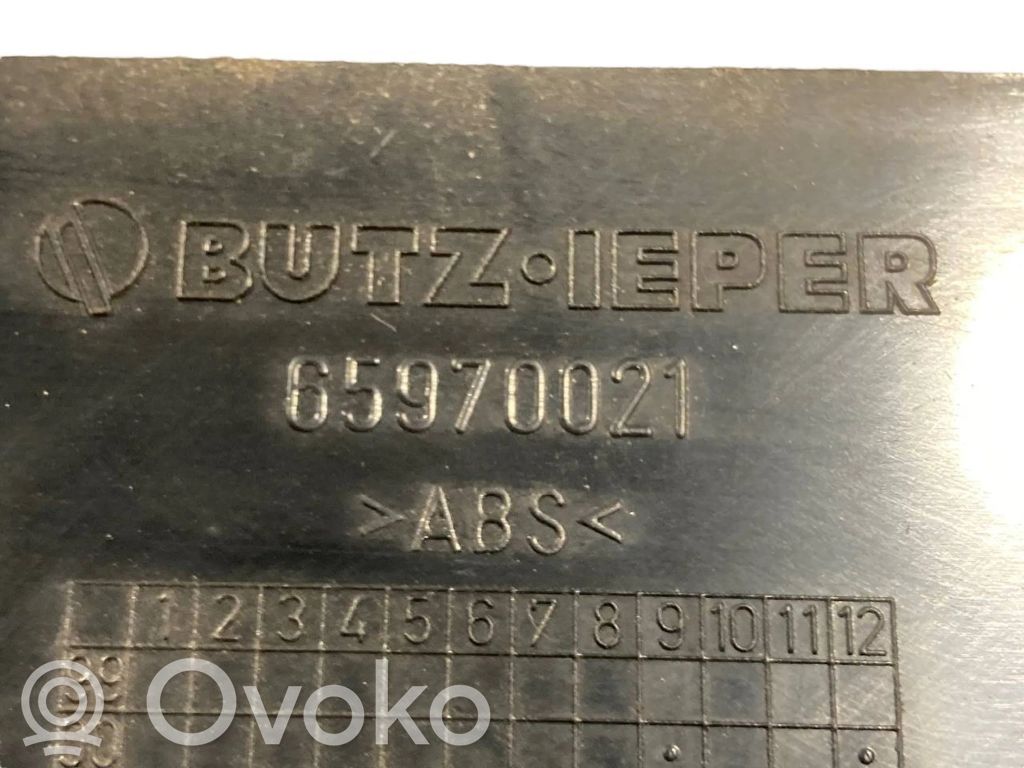 BUTZ·IEPER
65970021
>ABS<
1 2 3 4 5 6 7 8 9 10 11 12
Ovoko